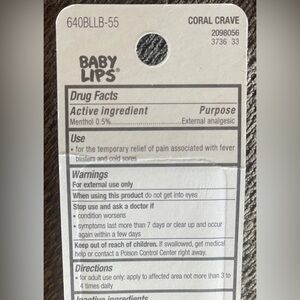 640BLLB-55
CORAL CRAVE
2098056
3736 33
BABY
LIPS®
Drug Facts
Active ingredient Purpose
Menthol 0.5% External analgesic
Use
• for the temporary relief of pain associated with fever
blisters and cold sores
Warnings
For external use only
When using this product do not get into eyes
Stop use and ask a doctor if
• condition worsens
• symptoms last more than 7 days or clear up and occur
again within a few days
Keep out of reach of children. If swallowed, get medical
help or contact a Poison Control Center right away.
Directions
• for adult use only: apply to affected area not more than 3 to
4 times daily
Inactive ingredients